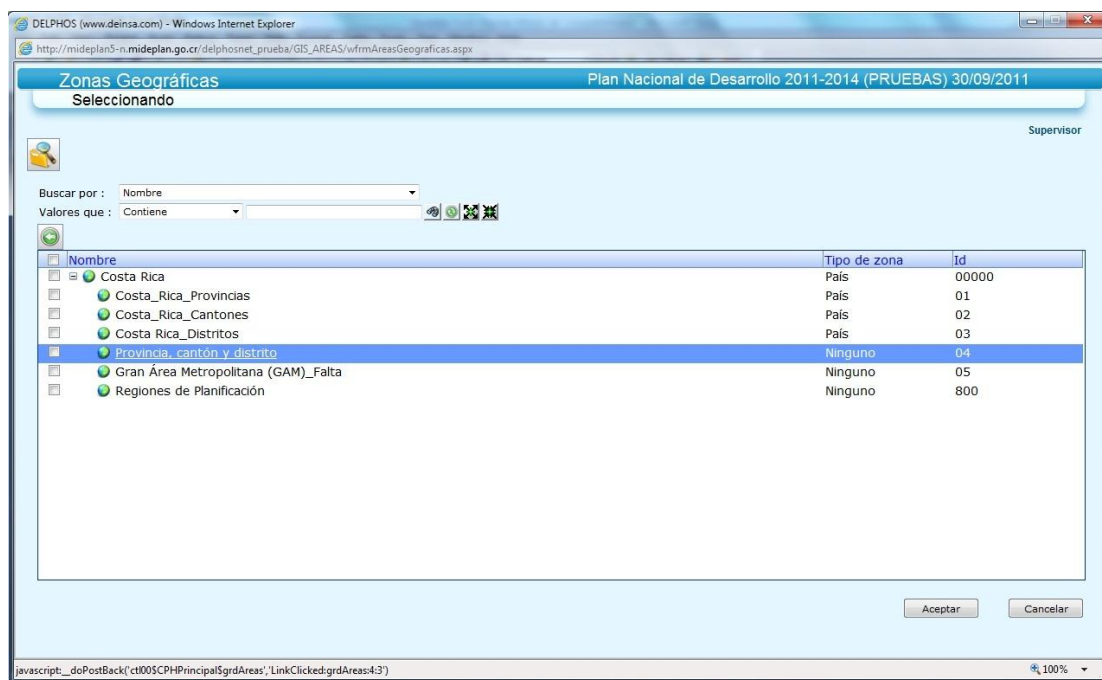 DELPHOS (www.deinsa.com) - Windows Internet Explorer
http://mideplan5-n.mideplan.go.cr/delphosnet_prueba/GIS_AREAS/wfrmAreasGeograficas.aspx
Zonas Geográficas Plan Nacional de Desarrollo 2011-2014 (PRUEBAS) 30/09/2011
Seleccionando
Supervisor
Buscar por : Nombre
Valores que : Contiene
Nombre Tipo de zona Id
Costa Rica País 00000
Costa_Rica_Provincias País 01
Costa_Rica_Cantones País 02
Costa Rica_Distritos País 03
Provincia, cantón y distrito Ninguno 04
Gran Área Metropolitana (GAM)_Falta Ninguno 05
Regiones de Planificación Ninguno 800
Aceptar Cancelar
javascript:__doPostBack('ctl00$CPHPrincipal$grdAreas','LinkClicked:grdAreas:4:3') 100%